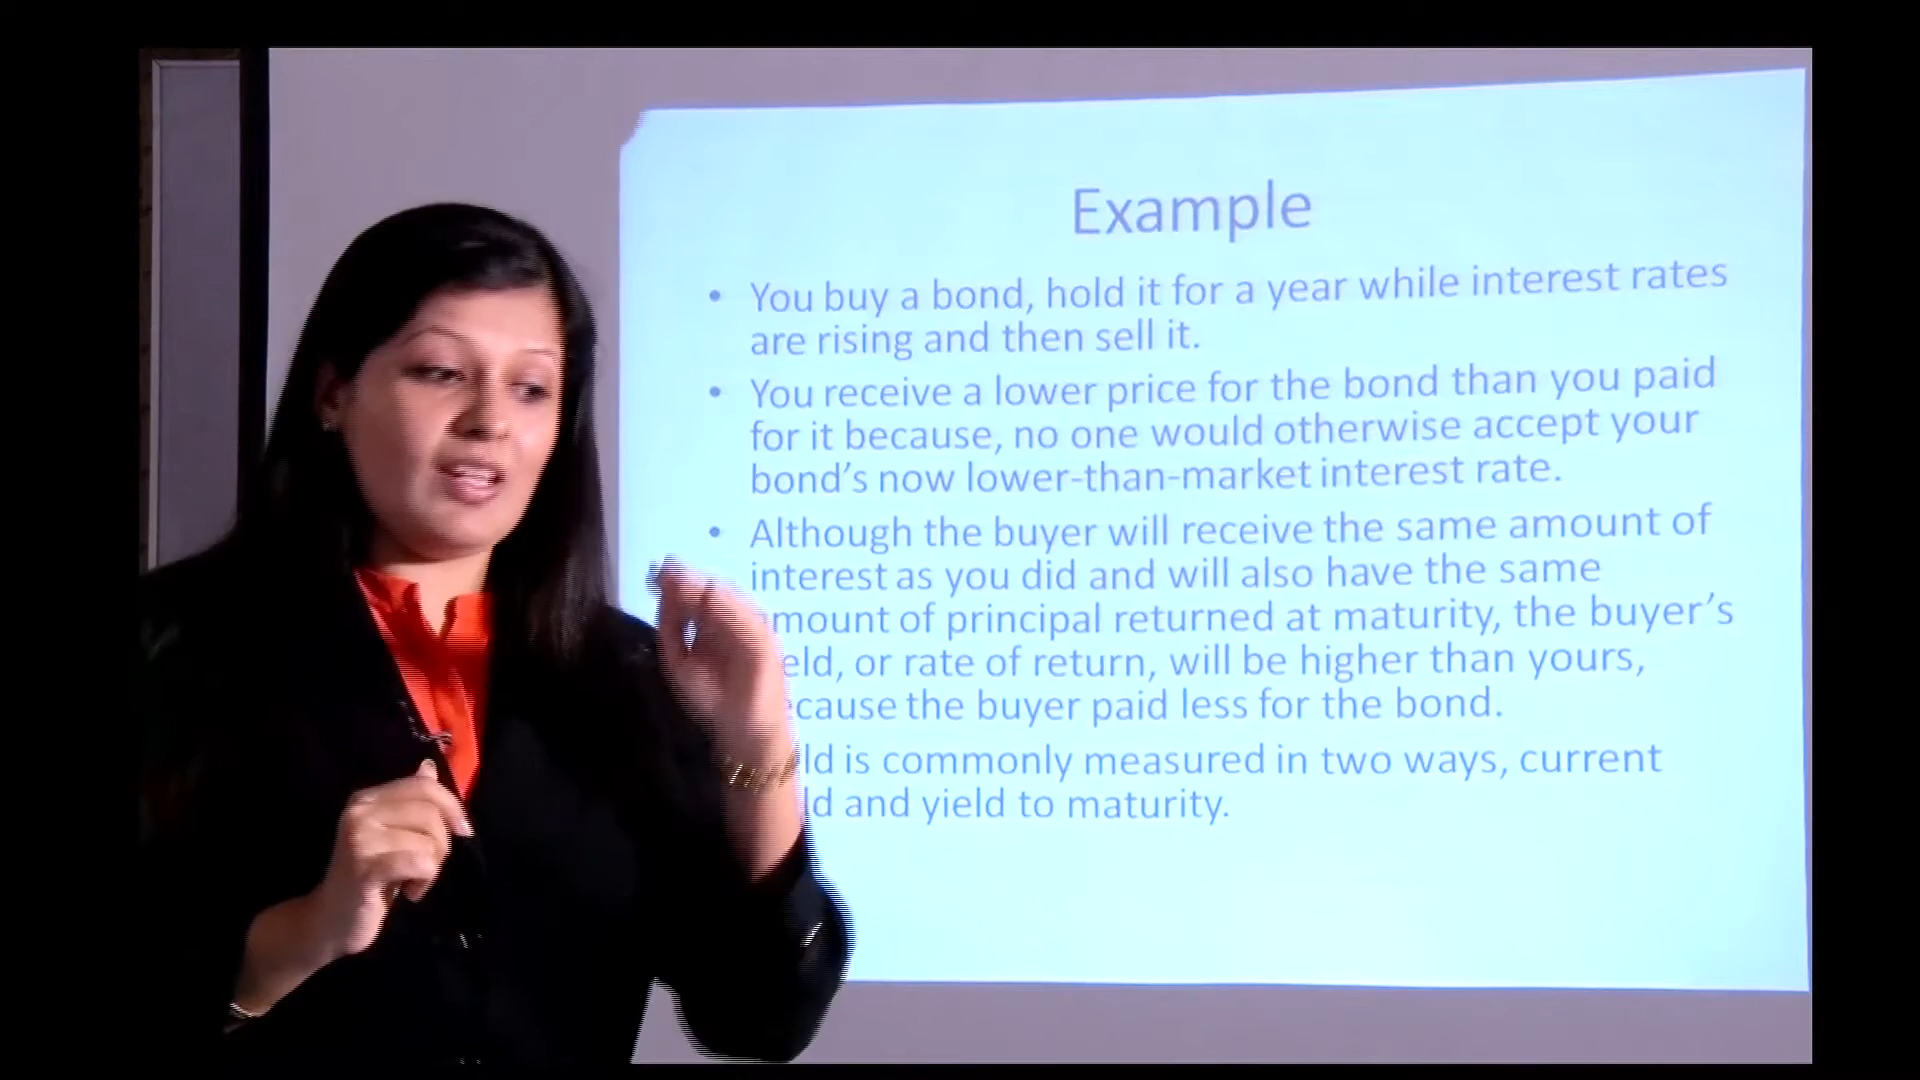 Example
• You buy a bond, hold it for a year while interest rates
are rising and then sell it.
• You receive a lower price for the bond than you paid
for it because, no one would otherwise accept your
bond's now lower-than-market interest rate.
• Although the buyer will receive the same amount of
interest as you did and will also have the same
mount of principal returned at maturity, the buyer's
eld, or rate of return, will be higher than yours,
cause the buyer paid less for the bond.
ld is commonly measured in two ways, current
ld and yield to maturity.